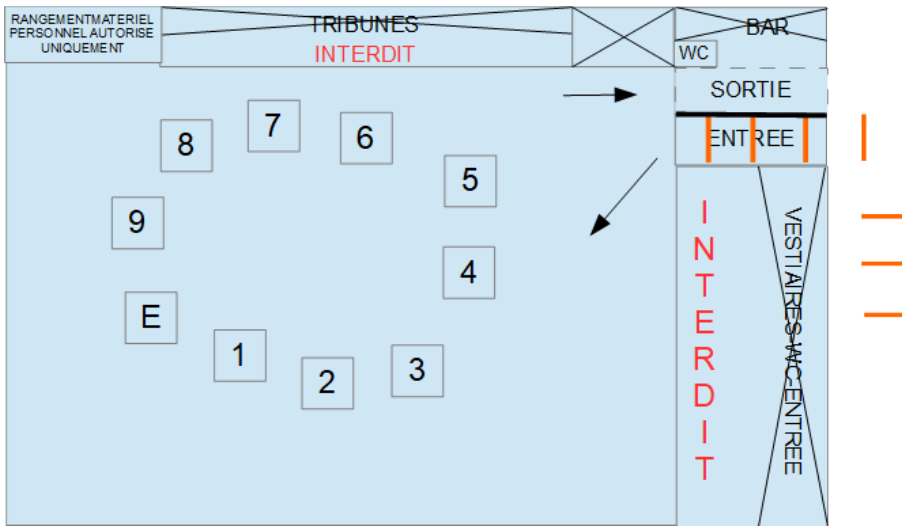 RANGEMENTMATERIEL
PERSONNEL AUTORISE
UNIQUEMENT
TRIBUNES
INTERDIT
BAR
WC
SORTIE
ENTREE
7
8
6
5
9
4
E
1
2
3
INTERDIT
VESTIAIRES-WC-ENTREE